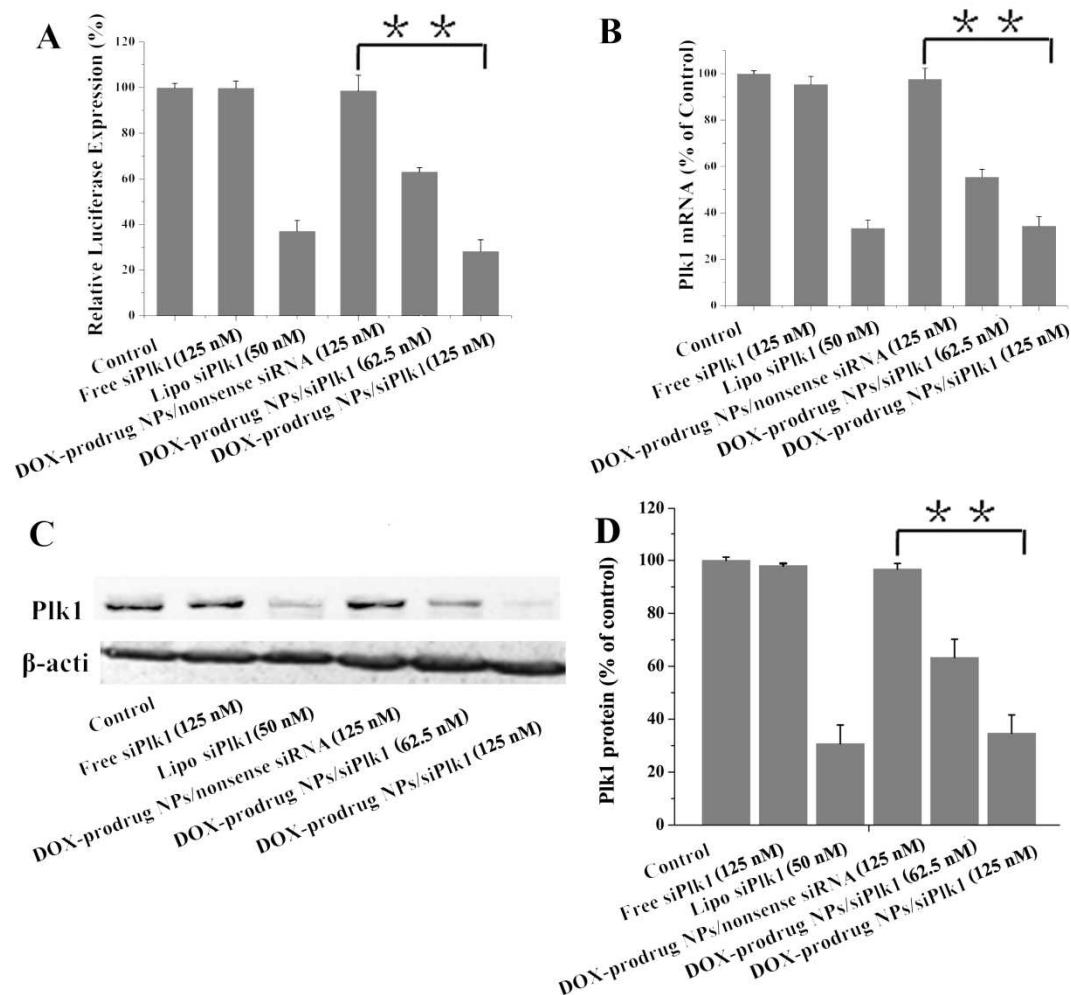 A
Relative Luciferase Expression (%)
120
100
80
60
40
20
0
* *
Control
Free siPlk1 (125 nM)
Lipo siPlk1 (50 nM)
DOX-prodrug NPs/nonsense siRNA (125 nM)
DOX-prodrug NPs/siPlk1 (62.5 nM)
DOX-prodrug NPs/siPlk1 (125 nM)
B
Plk1 mRNA (% of Control)
100
80
60
40
20
0
* *
Control
Free siPlk1 (125 nM)
Lipo siPlk1 (50 nM)
DOX-prodrug NPs/nonsense siRNA (125 nM)
DOX-prodrug NPs/siPlk1 (62.5 nM)
DOX-prodrug NPs/siPlk1 (125 nM)
C
Plk1
β-acti
Control
Free siPlk1 (125 nM)
Lipo siPlk1 (50 nM)
DOX-prodrug NPs/nonsense siRNA (125 nM)
DOX-prodrug NPs/siPlk1 (62.5 nM)
DOX-prodrug NPs/siPlk1 (125 nM)
D
Plk1 protein (% of control)
120
100
80
60
40
20
0
* *
Control
Free siPlk1 (125 nM)
Lipo siPlk1 (50 nM)
DOX-prodrug NPs/nonsense siRNA (125 nM)
DOX-prodrug NPs/siPlk1 (62.5 nM)
DOX-prodrug NPs/siPlk1 (125 nM)